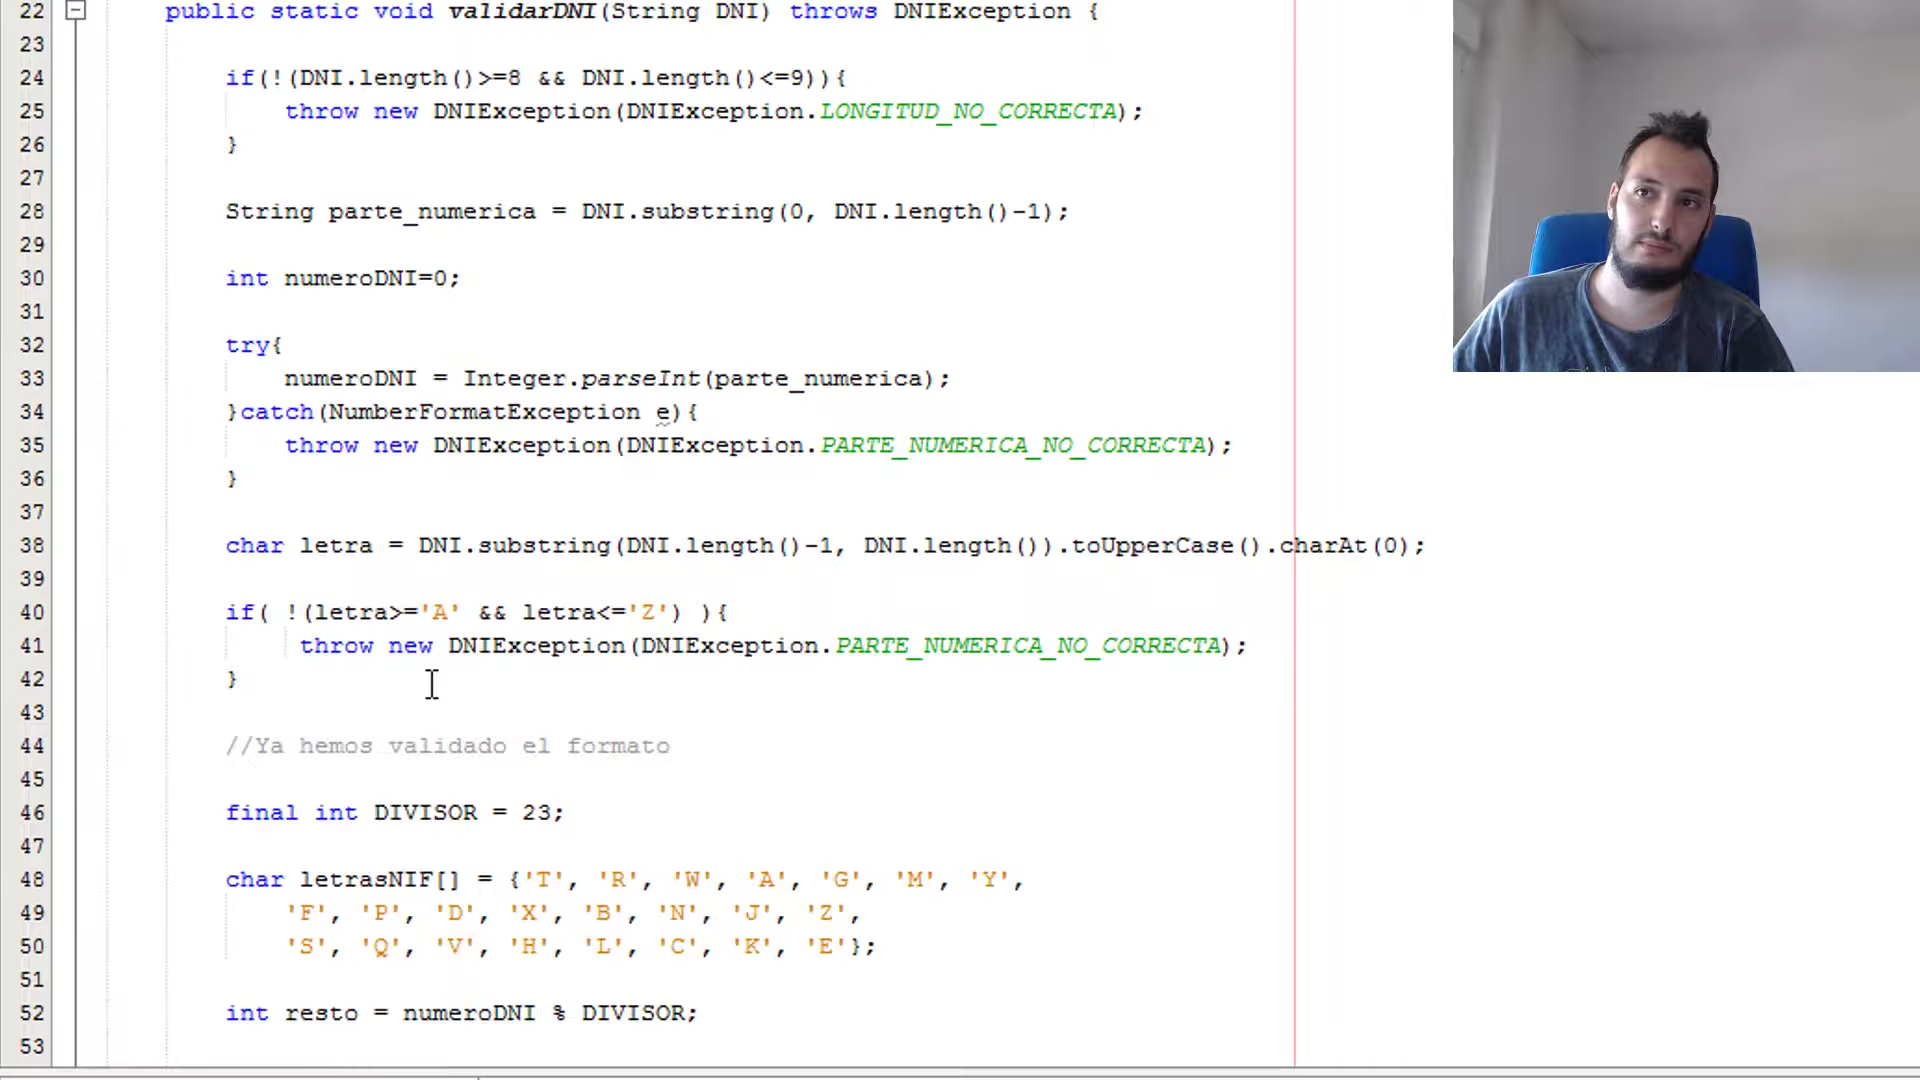 22 public static void validarDNI(String DNI) throws DNIException {
23
24 if(!(DNI.length()>=8 && DNI.length()<=9)){
25 throw new DNIException(DNIException.LONGITUD_NO_CORRECTA);
26 }
27
28 String parte_numerica = DNI.substring(0, DNI.length()-1);
29
30 int numeroDNI=0;
31
32 try{
33 numeroDNI = Integer.parseInt(parte_numerica);
34 }catch(NumberFormatException e){
35 throw new DNIException(DNIException.PARTE_NUMERICA_NO_CORRECTA);
36 }
37
38 char letra = DNI.substring(DNI.length()-1, DNI.length()).toUpperCase().charAt(0);
39
40 if( !(letra>='A' && letra<='Z') ){
41 throw new DNIException(DNIException.PARTE_NUMERICA_NO_CORRECTA);
42 }
43
44 //Ya hemos validado el formato
45
46 final int DIVISOR = 23;
47
48 char letrasNIF[] = {'T', 'R', 'W', 'A', 'G', 'M', 'Y',
49 'F', 'P', 'D', 'X', 'B', 'N', 'J', 'Z',
50 'S', 'Q', 'V', 'H', 'L', 'C', 'K', 'E'};
51
52 int resto = numeroDNI % DIVISOR;
53